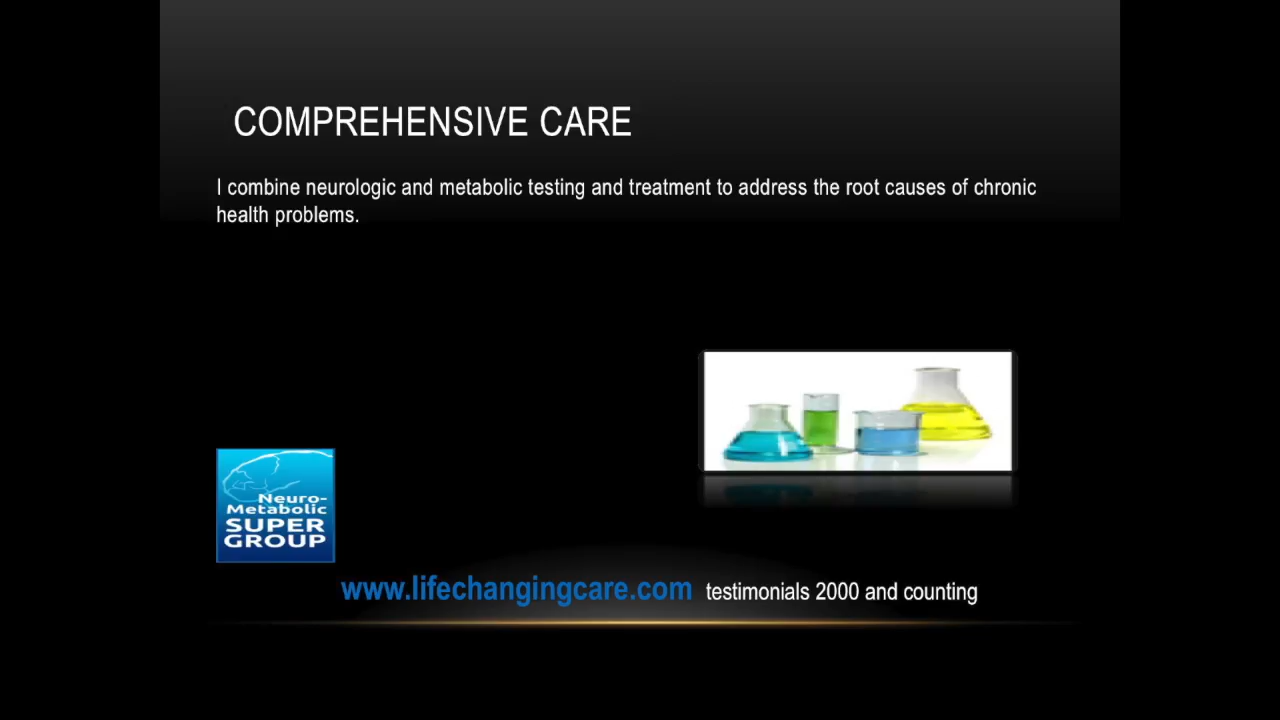 COMPREHENSIVE CARE
I combine neurologic and metabolic testing and treatment to address the root causes of chronic
health problems.
Neuro-
Metabolic
SUPER
GROUP
www.lifechangingcare.com testimonials 2000 and counting